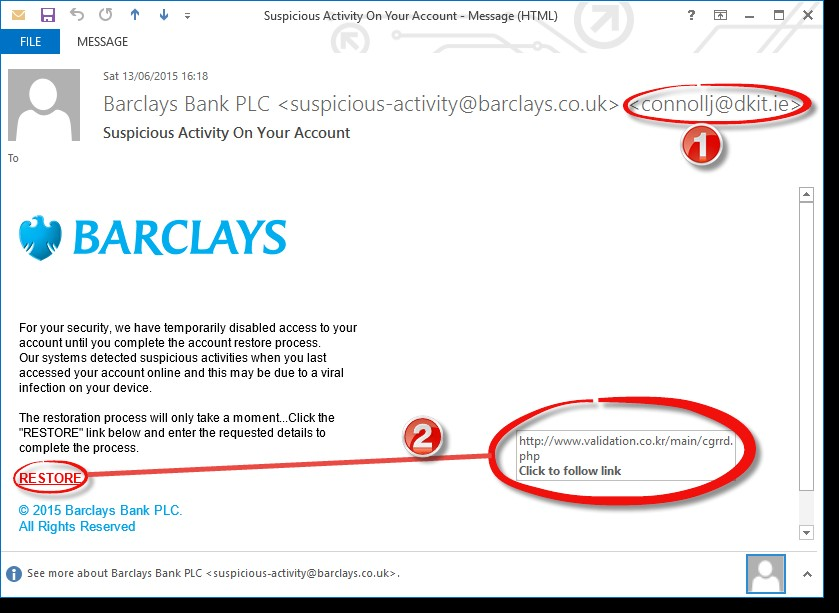 Suspicious Activity On Your Account - Message (HTML)
?
FILE MESSAGE
Sat 13/06/2015 16:18
Barclays Bank PLC <suspicious-activity@barclays.co.uk> <connollj@dkit.ie>
1
Suspicious Activity On Your Account
To
BARCLAYS
For your security, we have temporarily disabled access to your
account until you complete the account restore process.
Our systems detected suspicious activities when you last
accessed your account online and this may be due to a viral
infection on your device.
The restoration process will only take a moment...Click the
"RESTORE" link below and enter the requested details to
complete the process.
2
http://www.validation.co.kr/main/cgrrd.
php
Click to follow link
RESTORE
© 2015 Barclays Bank PLC.
All Rights Reserved
i
See more about Barclays Bank PLC <suspicious-activity@barclays.co.uk>.